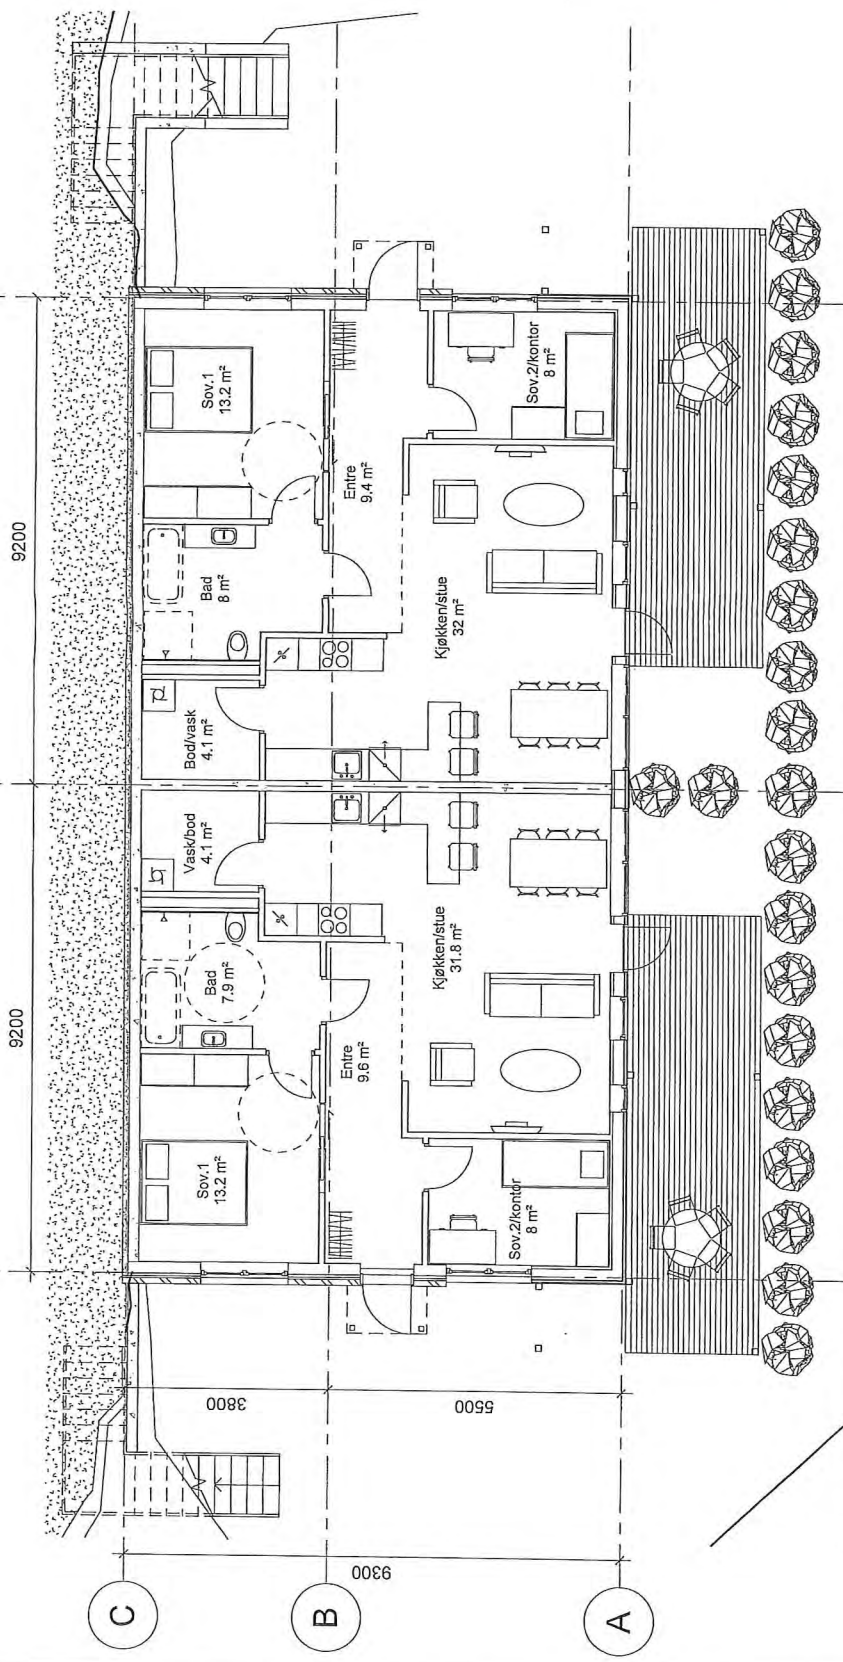 9200
9200
Sov.1
13.2 m²
Bad
7.9 m²
Vask/bod
4.1 m²
Bod/vask
4.1 m²
Bad
8 m²
Sov.1
13.2 m²
Entre
9.6 m²
Entre
9.4 m²
Kjøkken/stue
31.8 m²
Kjøkken/stue
32 m²
Sov.2/kontor
8 m²
Sov.2/kontor
8 m²
3800
5500
9300
C
B
A